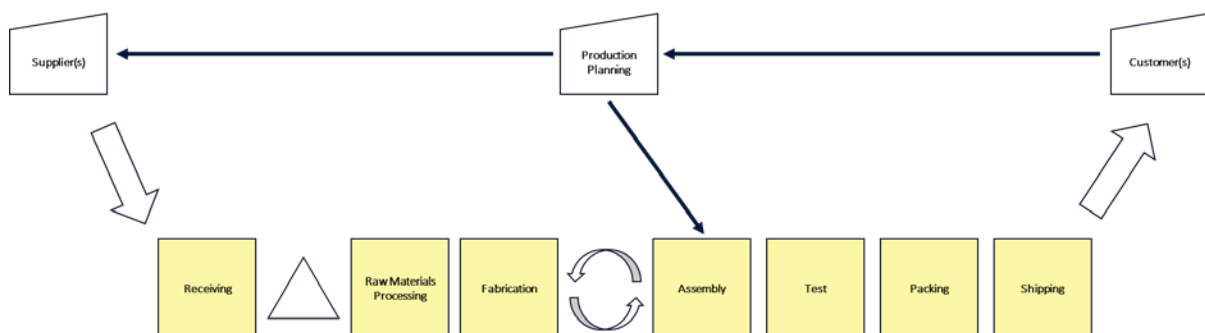 Supplier(s)
Production
Planning
Customer(s)
Receiving
Raw Materials
Processing
Fabrication
Assembly
Test
Packing
Shipping